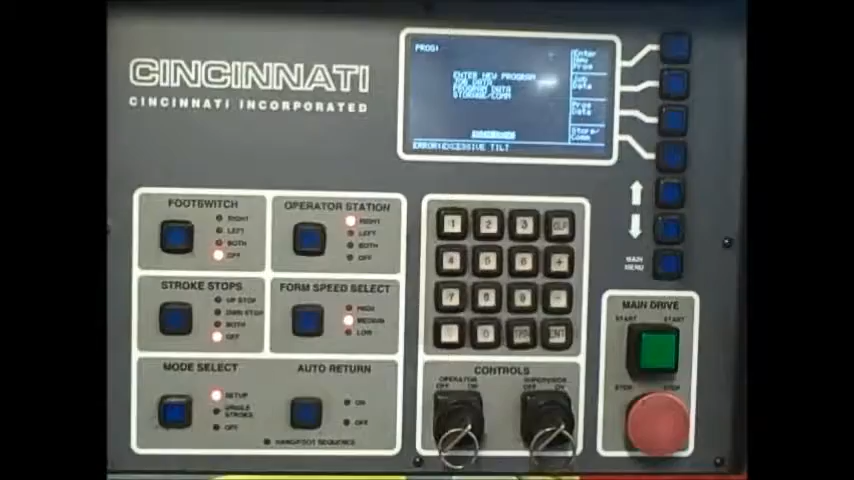 CINCINNATI
CINCINNATI INCORPORATED
PROG:
ENTER NEW PROGRAM
JOB DATA
PROGRAM DATA
STORAGE/COMM
ERROR:EXCESSIVE TILT
Enter
New
Prog
Job
Data
Prog
Data
Store/
Comm
MAIN
MENU
FOOTSWITCH
RIGHT
LEFT
BOTH
OFF
OPERATOR STATION
RIGHT
LEFT
BOTH
OFF
STROKE STOPS
UP STOP
DWN STOP
BOTH
OFF
FORM SPEED SELECT
HIGH
MEDIUM
LOW
MODE SELECT
SETUP
SINGLE
STROKE
OFF
AUTO RETURN
ON
OFF
HAND/FOOT SEQUENCE
1 2 3 CLR
4 5 6 +
7 8 9 -
0 ENT
CONTROLS
OPERATOR
OFF ON
SUPERVISOR
OFF ON
MAIN DRIVE
START START
STOP STOP